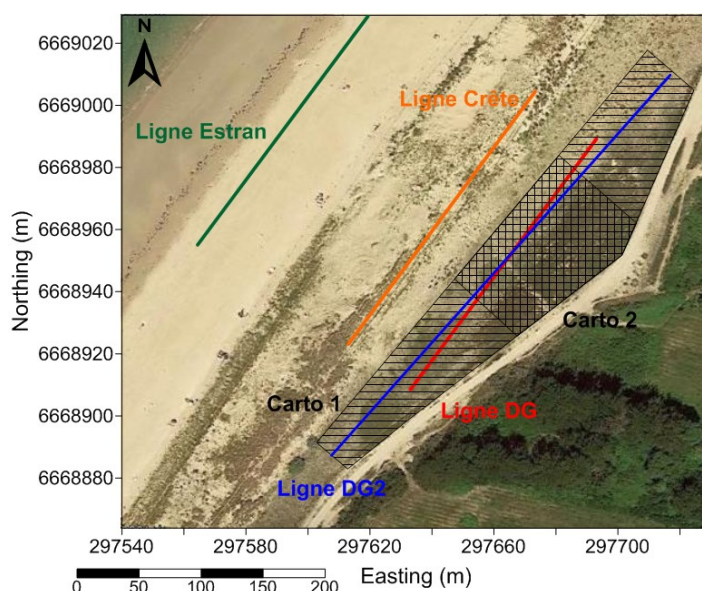 N
6669020
6669000
6668980
6668960
6668940
6668920
6668900
6668880
Northing (m)
Ligne Estran
Ligne Crête
Carto 2
Carto 1
Ligne DG
Ligne DG2
297540 297580 297620 297660 297700
0 50 100 150 200
Easting (m)